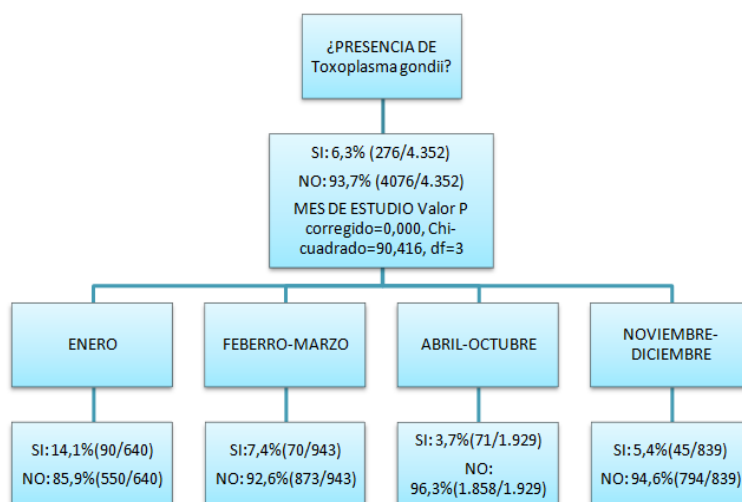 ¿PRESENCIA DE
Toxoplasma gondii?
SI: 6,3% (276/4.352)
NO: 93,7% (4076/4.352)
MES DE ESTUDIO Valor P
corregido=0,000, Chi-
cuadrado=90,416, df=3
ENERO
FEBERRO-MARZO
ABRIL-OCTUBRE
NOVIEMBRE-
DICIEMBRE
SI: 14,1%(90/640)
NO: 85,9%(550/640)
SI:7,4%(70/943)
NO: 92,6%(873/943)
SI: 3,7%(71/1.929)
NO:
96,3%(1.858/1.929)
SI: 5,4%(45/839)
NO: 94,6%(794/839)